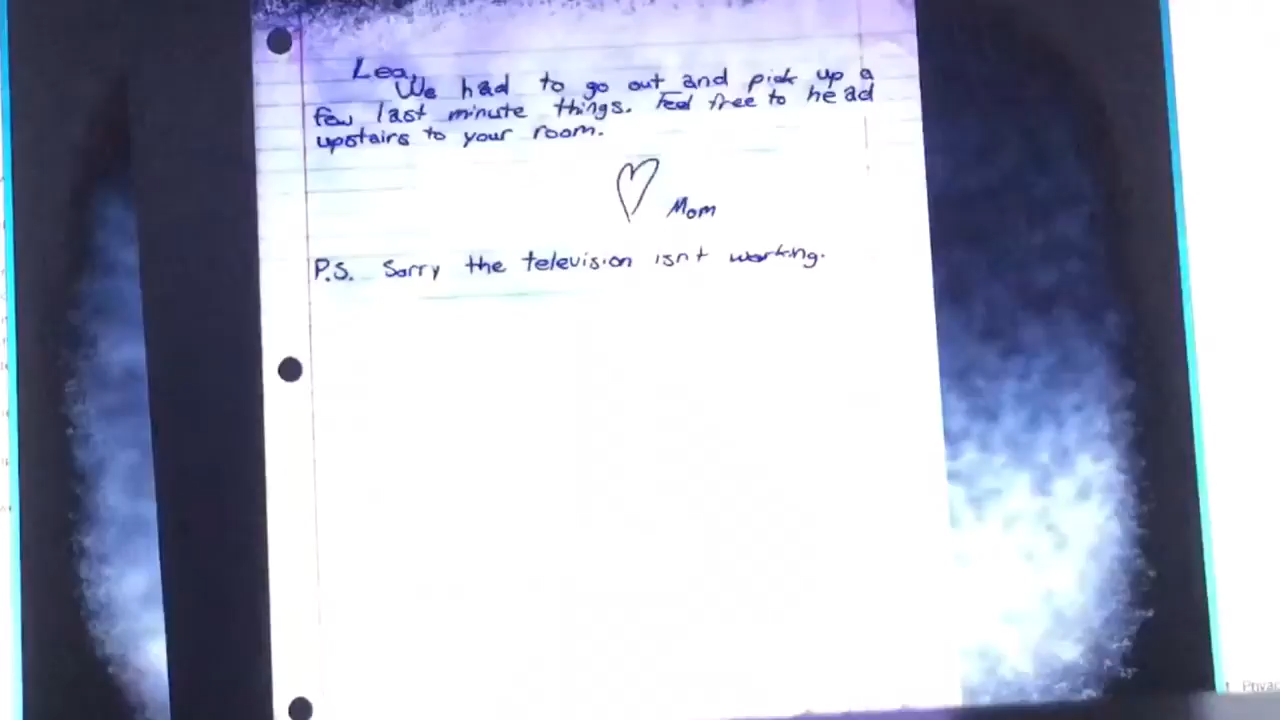 Lea,
We had to go out and pick up a
few last minute things. Feel free to head
upstairs to your room.
Mom
P.S. Sorry the television isnt working.